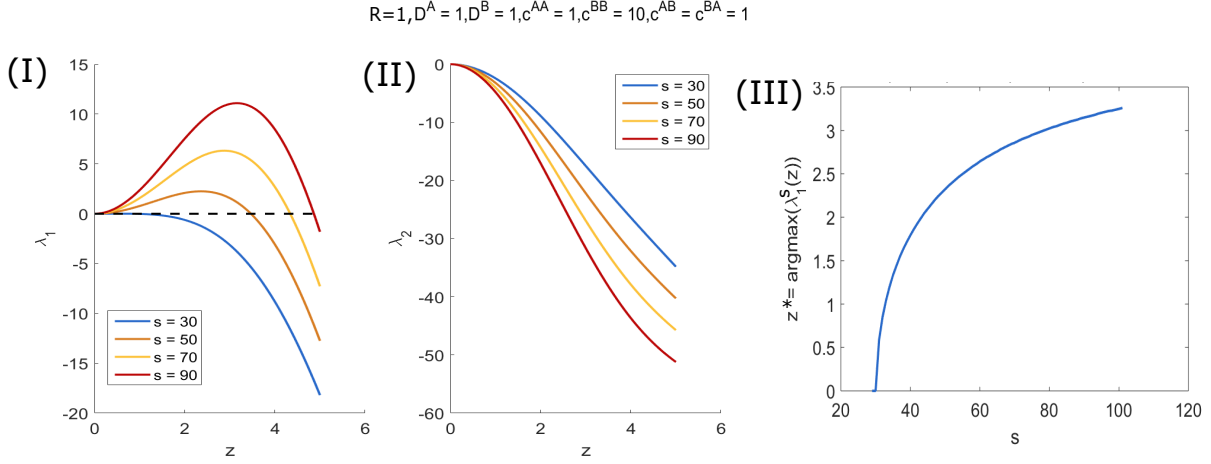 R=1,D^A = 1,D^B = 1,c^AA = 1,c^BB = 10,c^AB = c^BA = 1
(I)
15
10
5
0
-5
-10
-15
-20
0
2
4
6
λ₁
z
s = 30
s = 50
s = 70
s = 90
(II)
0
-10
-20
-30
-40
-50
-60
0
2
4
6
λ₂
z
s = 30
s = 50
s = 70
s = 90
(III)
3.5
3
2.5
2
1.5
1
0.5
0
20
40
60
80
100
120
z*= argmax(λ₁^s(z))
s